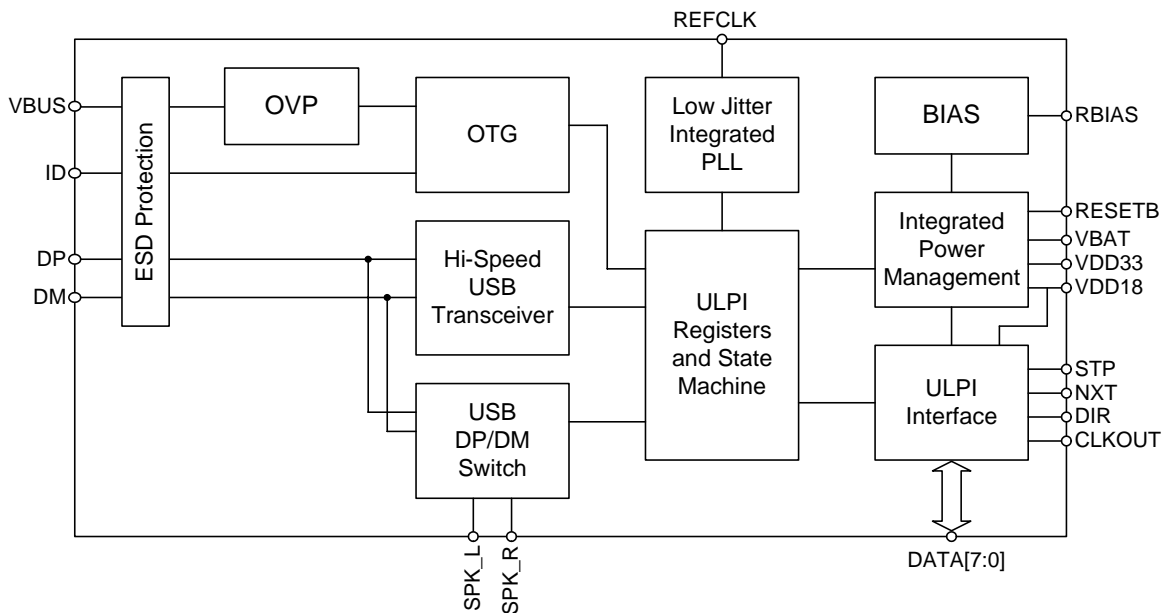 REFCLK
VBUS
OVP
OTG
Low Jitter
Integrated
PLL
BIAS
RBIAS
ID
ESD Protection
RESETB
VBAT
VDD33
VDD18
Integrated
Power
Management
DP
DM
Hi-Speed
USB
Transceiver
ULPI
Registers
and State
Machine
ULPI
Interface
STP
NXT
DIR
CLKOUT
USB
DP/DM
Switch
SPK_L
SPK_R
DATA[7:0]